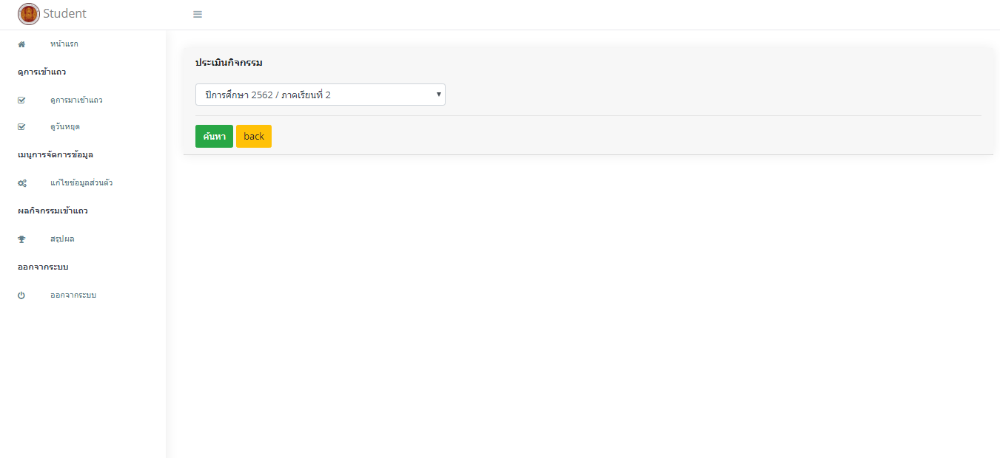 Student
หน้าแรก
ดูการเข้าแถว
ดูการมาเข้าแถว
ดูวันหยุด
เมนูการจัดการข้อมูล
แก้ไขข้อมูลส่วนตัว
ผลกิจกรรมเข้าแถว
สรุปผล
ออกจากระบบ
ออกจากระบบ
ประเมินกิจกรรม
ปีการศึกษา 2562 / ภาคเรียนที่ 2
ค้นหา back